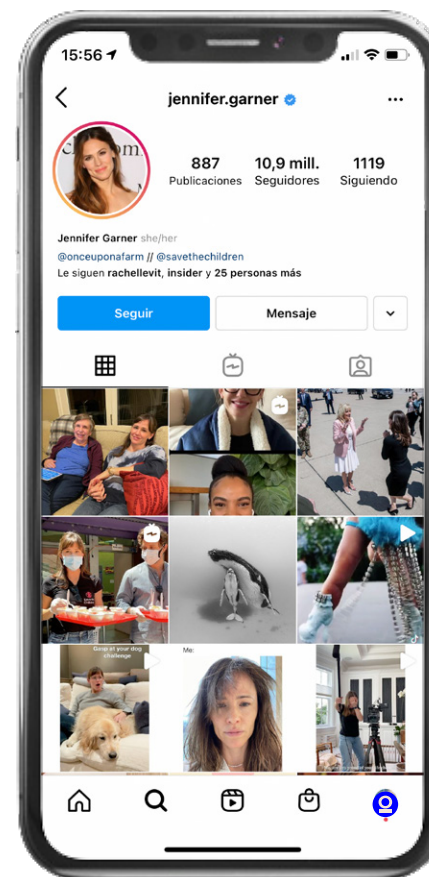 15:56
jennifer.garner
887 10,9 mill. 1119
Publicaciones Seguidores Siguiendo
Jennifer Garner she/her
@onceuponafarm // @savethechildren
Le siguen rachellevit, insider y 25 personas más
Seguir Mensaje
Goop at your dog
challenge
Me: